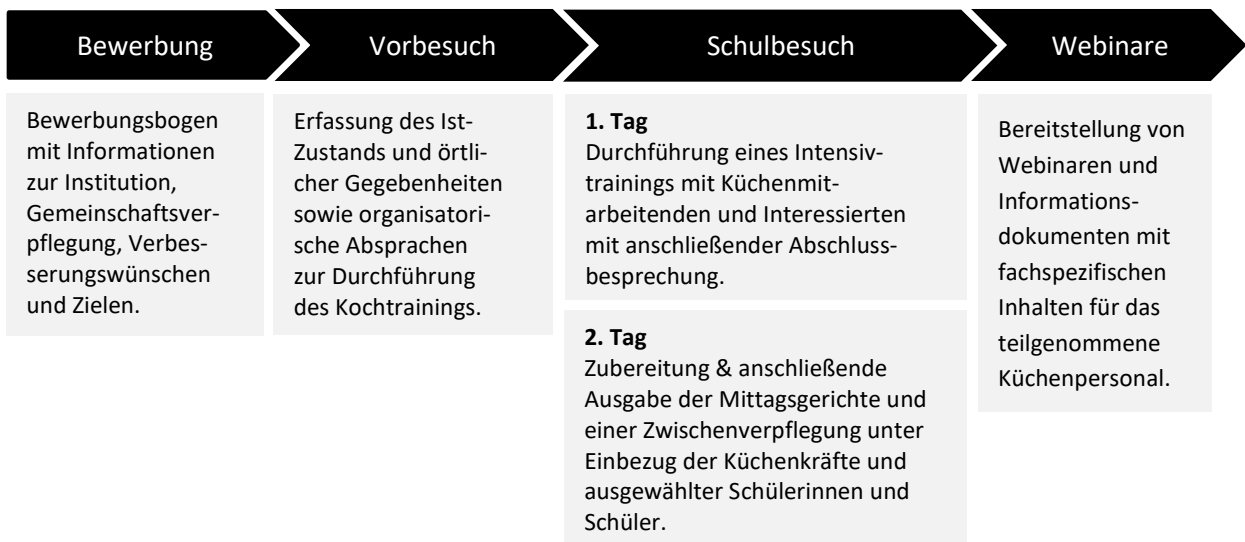 Bewerbung
Vorbesuch
Schulbesuch
Webinare
Bewerbungsbogen
mit Informationen
zur Institution,
Gemeinschaftsver-
pflegung, Verbes-
serungswünschen
und Zielen.
Erfassung des Ist-
Zustands und örtli-
cher Gegebenheiten
sowie organisatori-
sche Absprachen
zur Durchführung
des Kochtrainings.
1. Tag
Durchführung eines Intensiv-
trainings mit Küchenmit-
arbeitenden und Interessierten
mit anschließender Abschluss-
besprechung.
2. Tag
Zubereitung & anschließende
Ausgabe der Mittagsgerichte und
einer Zwischenverpflegung unter
Einbezug der Küchenkräfte und
ausgewählter Schülerinnen und
Schüler.
Bereitstellung von
Webinaren und
Informations-
dokumenten mit
fachspezifischen
Inhalten für das
teilgenommene
Küchenpersonal.